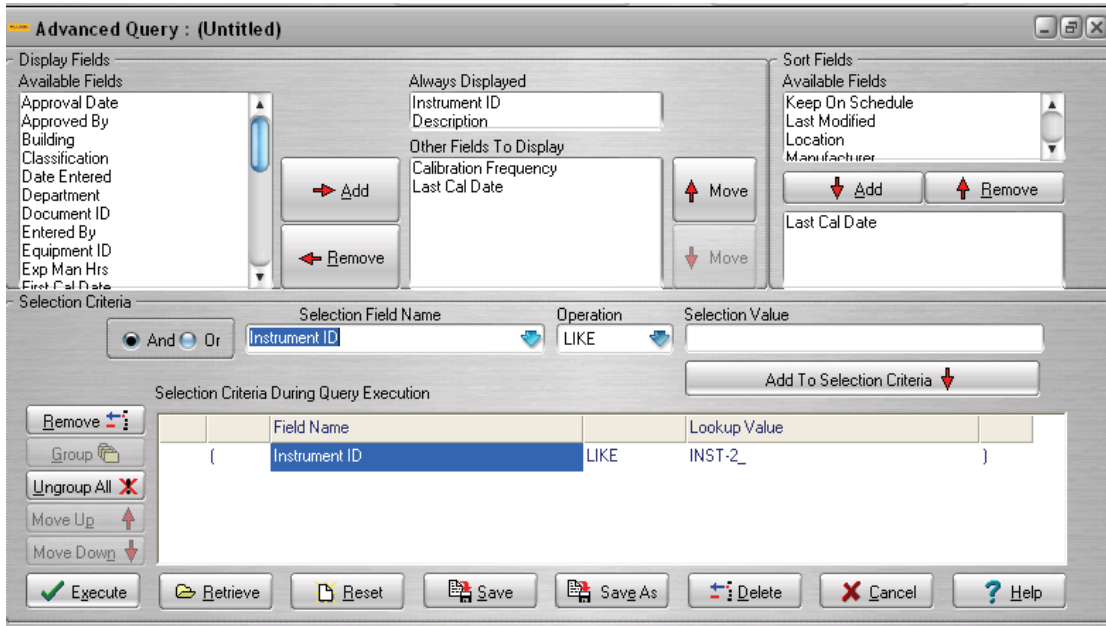 Advanced Query : (Untitled)
Display Fields
Available Fields
Approval Date
Approved By
Building
Classification
Date Entered
Department
Document ID
Entered By
Equipment ID
Exp Man Hrs
First Cal Date
Add
Remove
Always Displayed
Instrument ID
Description
Other Fields To Display
Calibration Frequency
Last Cal Date
Move
Move
Sort Fields
Available Fields
Keep On Schedule
Last Modified
Location
Manufacturer
Add
Remove
Last Cal Date
Selection Criteria
And
Or
Selection Field Name
Instrument ID
Operation
LIKE
Selection Value
Add To Selection Criteria
Selection Criteria During Query Execution
Remove
Group
Ungroup All
Move Up
Move Down
Field Name
Lookup Value
( Instrument ID LIKE INST-2_ )
Execute
Retrieve
Reset
Save
Save As
Delete
Cancel
Help